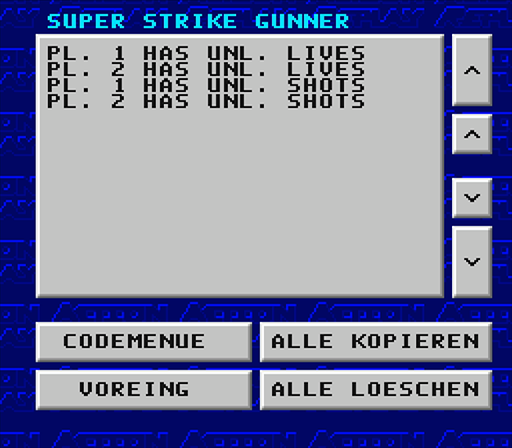 SUPER STRIKE GUNNER
PL. 1 HAS UNL. LIVES
PL. 2 HAS UNL. LIVES
PL. 1 HAS UNL. SHOTS
PL. 2 HAS UNL. SHOTS
CODEMENUE
ALLE KOPIEREN
VOREING
ALLE LOESCHEN